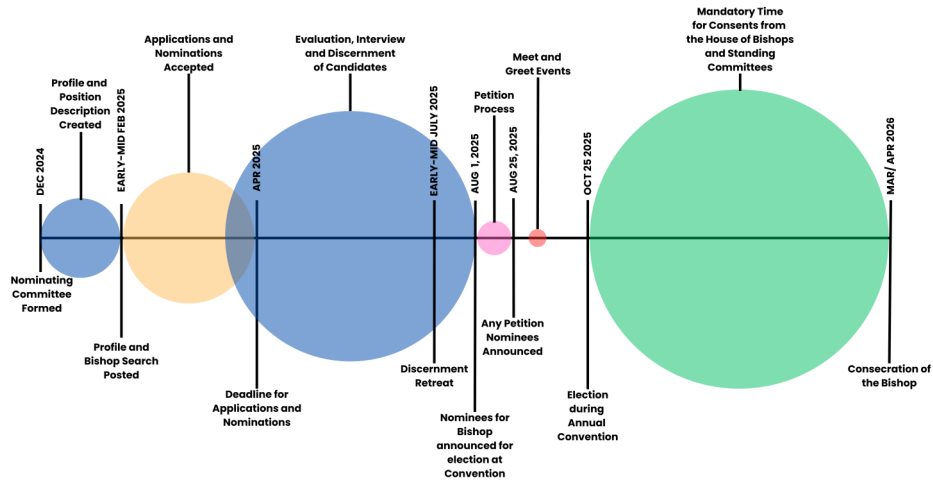 Mandatory Time
for Consents from
the House of Bishops
and Standing
Committees
Applications and
Nominations
Accepted
Evaluation, Interview
and Discernment
of Candidates
Meet and
Greet Events
Profile and
Position
Description
Created
Petition
Process
DEC 2024
EARLY-MID FEB 2025
APR 2025
EARLY-MID JULY 2025
AUG 1, 2025
AUG 25, 2025
OCT 25 2025
MAR/ APR 2026
Nominating
Committee
Formed
Profile and
Bishop Search
Posted
Deadline for
Applications and
Nominations
Discernment
Retreat
Nominees for
Bishop
announced for
election at
Convention
Any Petition
Nominees
Announced
Election
during
Annual
Convention
Consecration of
the Bishop